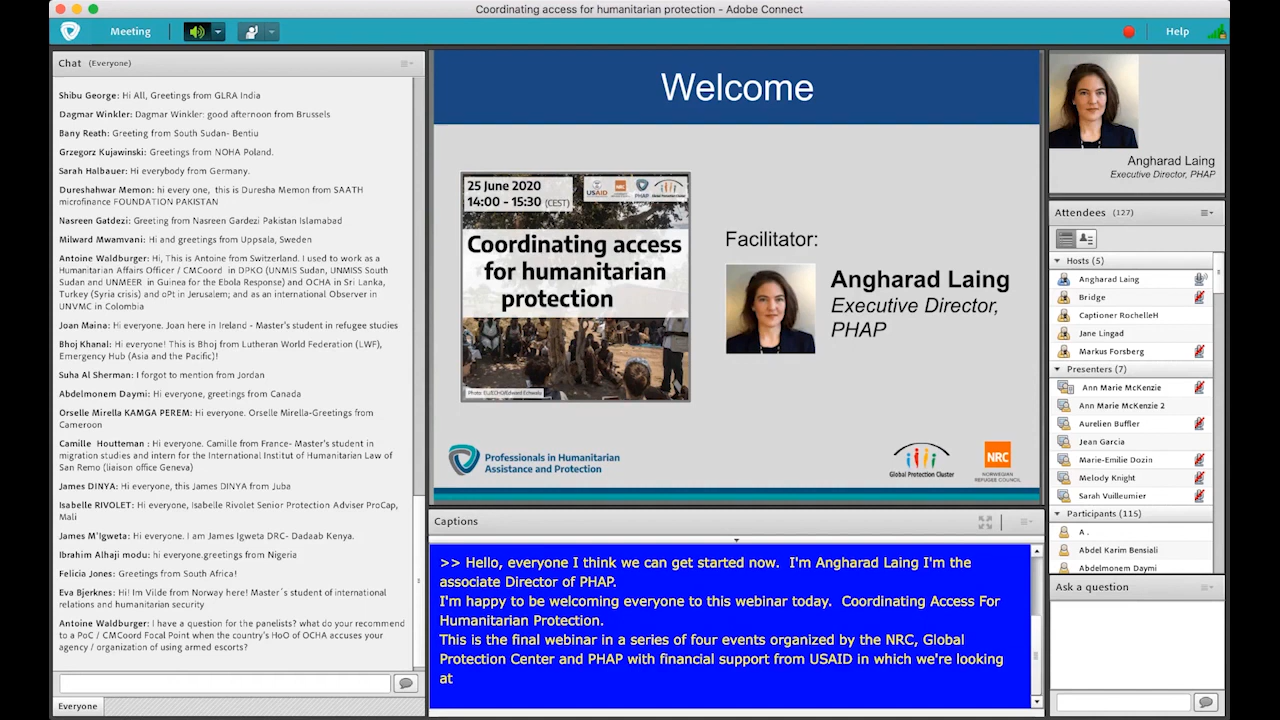 Coordinating access for humanitarian protection - Adobe Connect
Meeting
Help
Chat (Everyone)
Shibu George: Hi All, Greetings from GLRA India
Dagmar Winkler: Dagmar Winkler: good afternoon from Brussels
Bany Reath: Greeting from South Sudan- Bentiu
Grzegorz Kujawinski: Greetings from NOHA Poland.
Sarah Halbauer: Hi everybody from Germany.
Dureshahwar Memon: hi every one, this is Duresha Memon from SAATH
microfinance FOUNDATION PAKISTAN
Nasreen Gatdezi: Greeting from Nasreen Gardezi Pakistan Islamabad
Milward Mwamvani: Hi and greetings from Uppsala, Sweden
Antoine Waldburger: Hi, This is Antoine from Switzerland. I used to work as a
Humanitarian Affairs Officer / CMCoord in DPKO (UNMIS Sudan, UNMISS South
Sudan and UNMEER in Guinea for the Ebola Response) and OCHA in Sri Lanka,
Turkey (Syria crisis) and oPt in Jerusalem; and as an international Observer in
UNVMC in Colombia
Joan Maina: Hi everyone. Joan here in Ireland - Master's student in refugee studies
Bhoj Khanal: Hi everyone! This is Bhoj from Lutheran World Federation (LWF),
Emergency Hub (Asia and the Pacific)!
Suha Al Sherman: I forgot to mention from Jordan
Abdelmonem Daymi: Hi everyone, greetings from Canada
Orselle Mirella KAMGA PEREM: Hi everyone. Orselle Mirella-Greetings from
Cameroon
Camille Houtteman : Hi everyone. Camille from France- Master's student in
migration studies and intern for the International Institut of Humanitarian Law of
San Remo (liaison office Geneva)
James DINYA: Hi everyone, this James DINYA from Juba
Isabelle RIVOLET: Hi everyone, Isabelle Rivolet Senior Protection Adviser ProCap,
Mali
James M'Igweta: Hi everyone. I am James Igweta DRC- Dadaab Kenya.
Ibrahim Alhaji modu: hi everyone.greetings from Nigeria
Felicia Jones: Greetings from South Africa!
Eva Bjerknes: Hi! Im Vilde from Norway here! Master´s student of international
relations and humanitarian security
Antoine Waldburger: I have a question for the panelists? what do your recommend
to a PoC / CMCoord Focal Point when the country's HoO of OCHA accuses your
agency / organization of using armed escorts?
Everyone
Welcome
25 June 2020
14:00 - 15:30 (CEST)
USAID
NRC
PHAP
Coordinating access
for humanitarian
protection
Photo: EU/ECHO/Edward Echwalu
Facilitator:
Angharad Laing
Executive Director,
PHAP
Professionals in Humanitarian
Assistance and Protection
Global Protection Cluster
NRC
NORWEGIAN
REFUGEE COUNCIL
Captions
>> Hello, everyone I think we can get started now. I'm Angharad Laing I'm the
associate Director of PHAP.
I'm happy to be welcoming everyone to this webinar today. Coordinating Access For
Humanitarian Protection.
This is the final webinar in a series of four events organized by the NRC, Global
Protection Center and PHAP with financial support from USAID in which we're looking
at
Angharad Laing
Executive Director, PHAP
Attendees (127)
Hosts (5)
Angharad Laing
Bridge
Captioner RochelleH
Jane Lingad
Markus Forsberg
Presenters (7)
Ann Marie McKenzie
Ann Marie McKenzie 2
Aurelien Buffler
Jean Garcia
Marie-Emilie Dozin
Melody Knight
Sarah Vuilleumier
Participants (115)
A .
Abdel Karim Bensiali
Abdelmonem Daymi
Ask a question